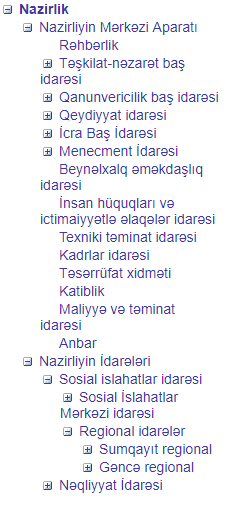 Nazirlik
Nazirliyin Mərkəzi Aparatı
Rəhbərlik
Təşkilat-nəzarət baş
idarəsi
Qanunvericilik baş idarəsi
Qeydiyyat idarəsi
İcra Baş İdarəsi
Menecment İdarəsi
Beynəlxalq əməkdaşlıq
idarəsi
İnsan hüquqları və
ictimaiyyətlə əlaqələr idarəsi
Texniki təminat idarəsi
Kadrlar idarəsi
Təsərrüfat xidməti
Katiblik
Maliyyə və təminat
idarəsi
Anbar
Nazirliyin İdarələri
Sosial islahatlar idarəsi
Sosial İslahatlar
Mərkəzi idarəsi
Regional idarələr
Sumqayıt regional
Gəncə regional
Nəqliyyat İdarəsi